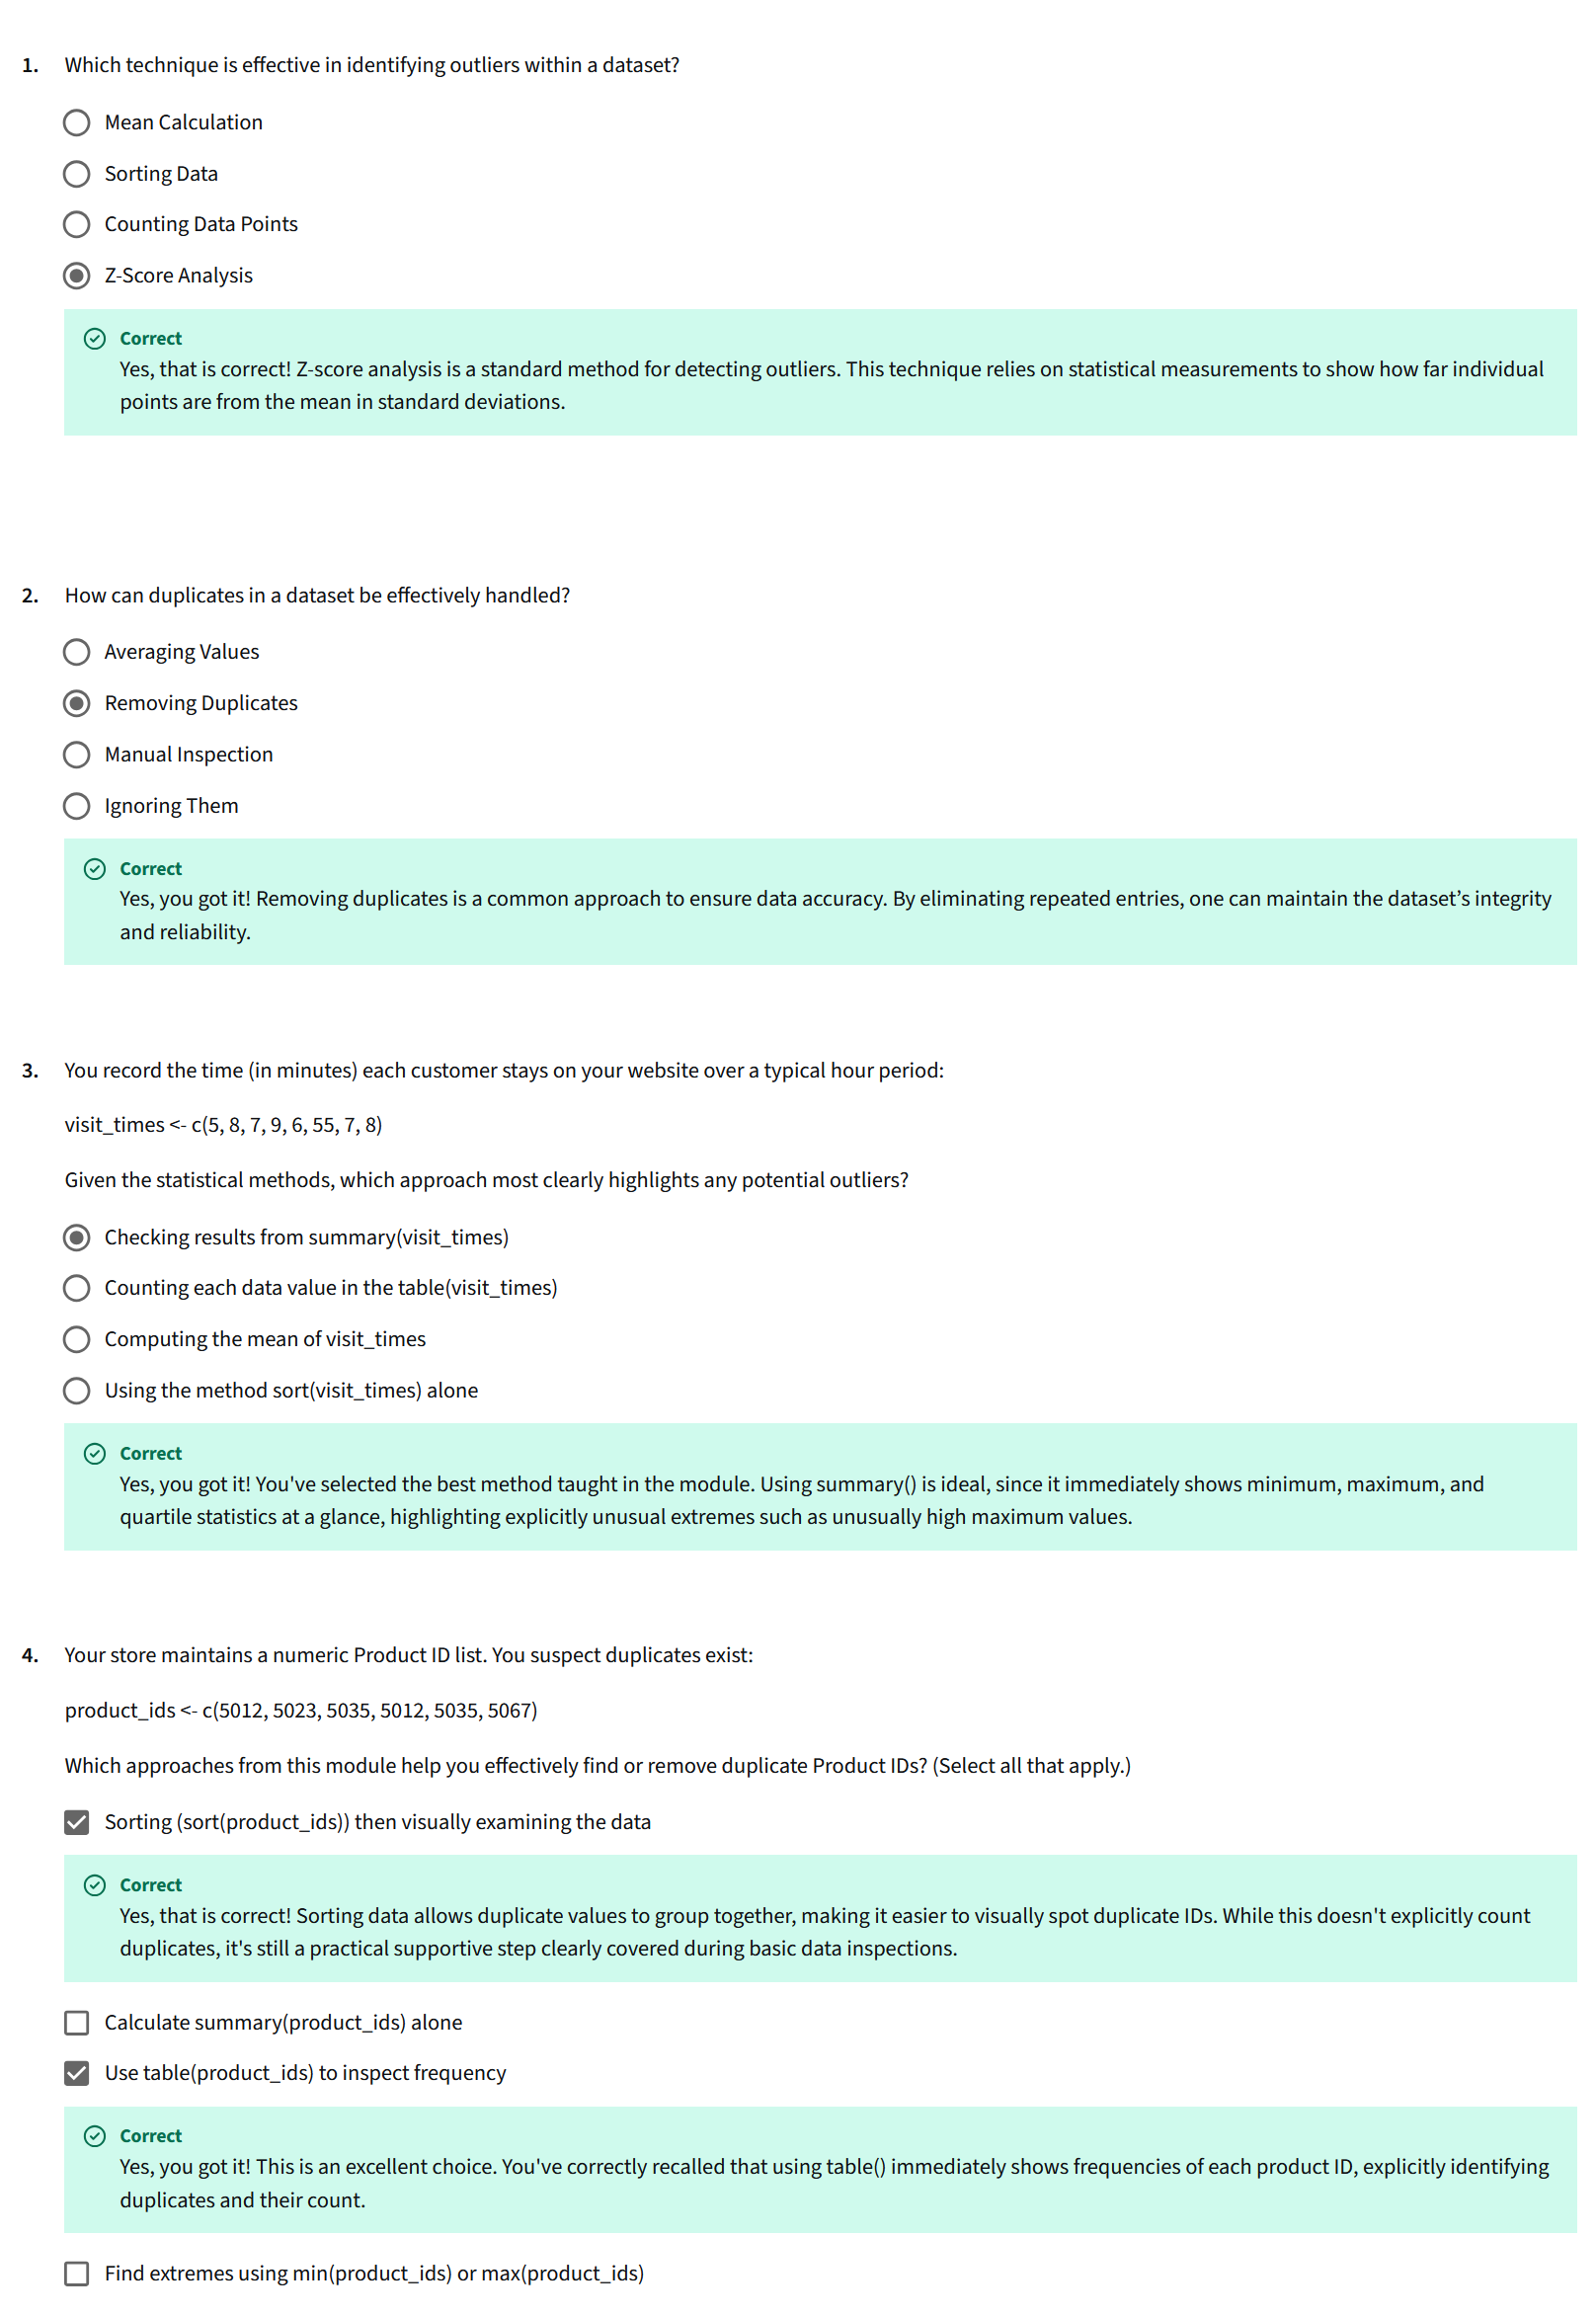 1. Which technique is effective in identifying outliers within a dataset?
Mean Calculation
Sorting Data
Counting Data Points
Z-Score Analysis
Correct
Yes, that is correct! Z-score analysis is a standard method for detecting outliers. This technique relies on statistical measurements to show how far individual
points are from the mean in standard deviations.
2. How can duplicates in a dataset be effectively handled?
Averaging Values
Removing Duplicates
Manual Inspection
Ignoring Them
Correct
Yes, you got it! Removing duplicates is a common approach to ensure data accuracy. By eliminating repeated entries, one can maintain the dataset’s integrity
and reliability.
3. You record the time (in minutes) each customer stays on your website over a typical hour period:
visit_times <- c(5, 8, 7, 9, 6, 55, 7, 8)
Given the statistical methods, which approach most clearly highlights any potential outliers?
Checking results from summary(visit_times)
Counting each data value in the table(visit_times)
Computing the mean of visit_times
Using the method sort(visit_times) alone
Correct
Yes, you got it! You've selected the best method taught in the module. Using summary() is ideal, since it immediately shows minimum, maximum, and
quartile statistics at a glance, highlighting explicitly unusual extremes such as unusually high maximum values.
4. Your store maintains a numeric Product ID list. You suspect duplicates exist:
product_ids <- c(5012, 5023, 5035, 5012, 5035, 5067)
Which approaches from this module help you effectively find or remove duplicate Product IDs? (Select all that apply.)
Sorting (sort(product_ids)) then visually examining the data
Correct
Yes, that is correct! Sorting data allows duplicate values to group together, making it easier to visually spot duplicate IDs. While this doesn't explicitly count
duplicates, it's still a practical supportive step clearly covered during basic data inspections.
Calculate summary(product_ids) alone
Use table(product_ids) to inspect frequency
Correct
Yes, you got it! This is an excellent choice. You've correctly recalled that using table() immediately shows frequencies of each product ID, explicitly identifying
duplicates and their count.
Find extremes using min(product_ids) or max(product_ids)